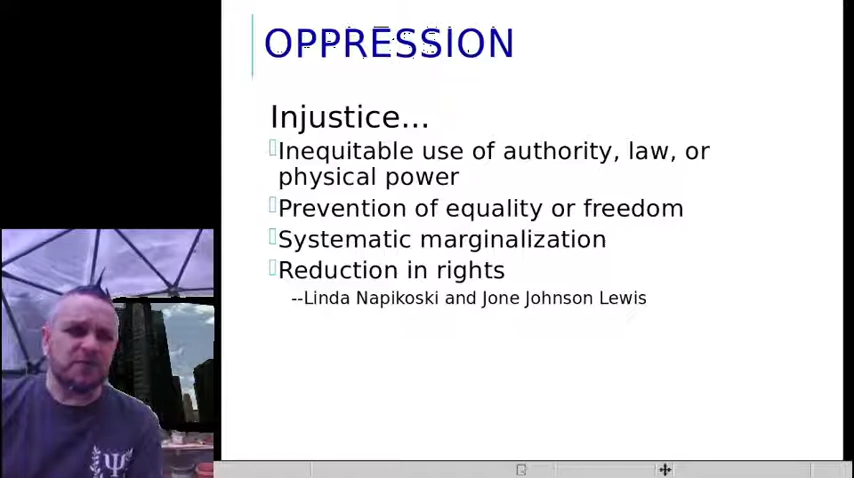 OPPRESSION
Injustice...
Inequitable use of authority, law, or
physical power
Prevention of equality or freedom
Systematic marginalization
Reduction in rights
--Linda Napikoski and Jone Johnson Lewis
Ψ